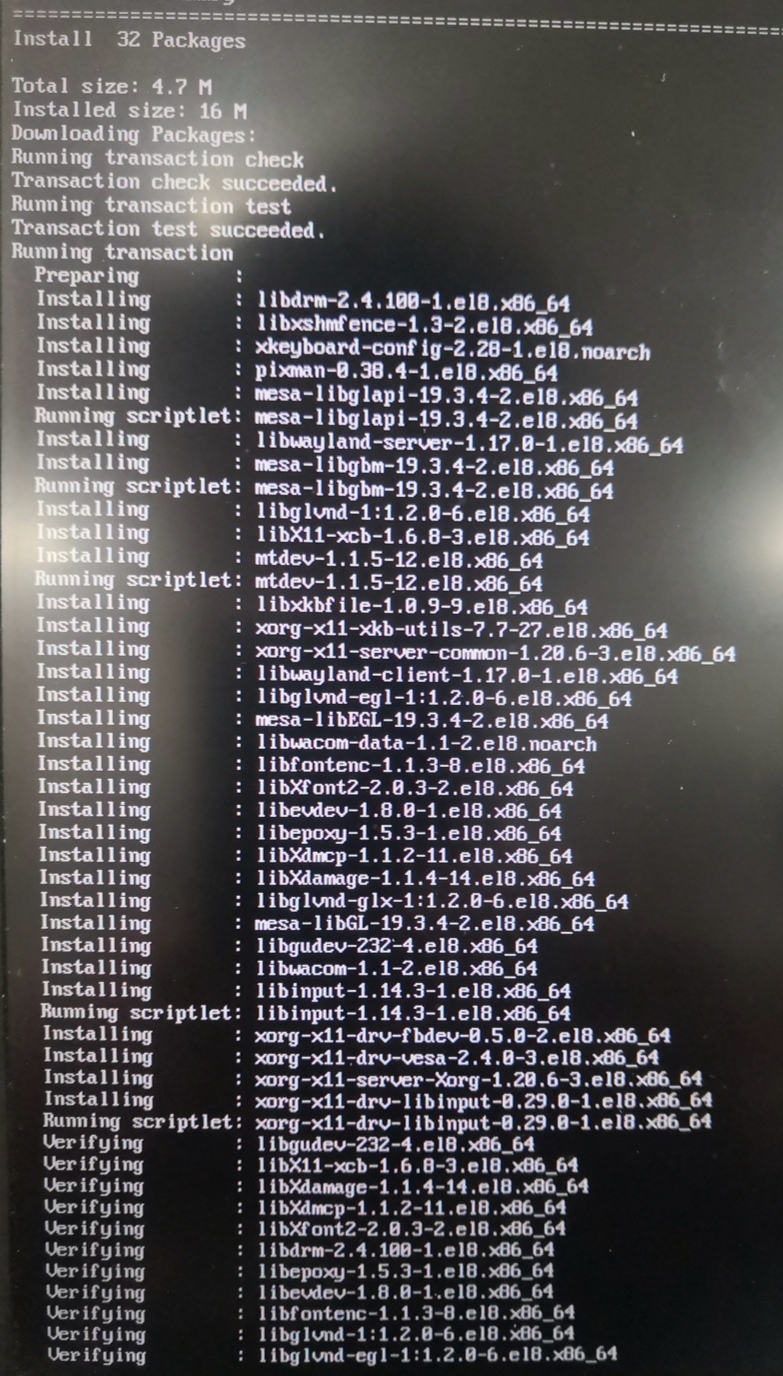 ================================================================
Install  32 Packages

Total size: 4.7 M
Installed size: 16 M
Downloading Packages:
Running transaction check
Transaction check succeeded.
Running transaction test
Transaction test succeeded.
Running transaction
  Preparing        :
  Installing       : libdrm-2.4.100-1.el8.x86_64
  Installing       : libxshmfence-1.3-2.el8.x86_64
  Installing       : xkeyboard-config-2.28-1.el8.noarch
  Installing       : pixman-0.38.4-1.el8.x86_64
  Installing       : mesa-libglapi-19.3.4-2.el8.x86_64
  Running scriptlet: mesa-libglapi-19.3.4-2.el8.x86_64
  Installing       : libwayland-server-1.17.0-1.el8.x86_64
  Installing       : mesa-libgbm-19.3.4-2.el8.x86_64
  Running scriptlet: mesa-libgbm-19.3.4-2.el8.x86_64
  Installing       : libglvnd-1:1.2.0-6.el8.x86_64
  Installing       : libX11-xcb-1.6.8-3.el8.x86_64
  Installing       : mtdev-1.1.5-12.el8.x86_64
  Running scriptlet: mtdev-1.1.5-12.el8.x86_64
  Installing       : libxkbfile-1.0.9-9.el8.x86_64
  Installing       : xorg-x11-xkb-utils-7.7-27.el8.x86_64
  Installing       : xorg-x11-server-common-1.20.6-3.el8.x86_64
  Installing       : libwayland-client-1.17.0-1.el8.x86_64
  Installing       : libglvnd-egl-1:1.2.0-6.el8.x86_64
  Installing       : mesa-libEGL-19.3.4-2.el8.x86_64
  Installing       : libwacom-data-1.1-2.el8.noarch
  Installing       : libfontenc-1.1.3-8.el8.x86_64
  Installing       : libXfont2-2.0.3-2.el8.x86_64
  Installing       : libevdev-1.8.0-1.el8.x86_64
  Installing       : libepoxy-1.5.3-1.el8.x86_64
  Installing       : libXdmcp-1.1.2-11.el8.x86_64
  Installing       : libXdamage-1.1.4-14.el8.x86_64
  Installing       : libglvnd-glx-1:1.2.0-6.el8.x86_64
  Installing       : mesa-libGL-19.3.4-2.el8.x86_64
  Installing       : libgudev-232-4.el8.x86_64
  Installing       : libwacom-1.1-2.el8.x86_64
  Installing       : libinput-1.14.3-1.el8.x86_64
  Running scriptlet: libinput-1.14.3-1.el8.x86_64
  Installing       : xorg-x11-drv-fbdev-0.5.0-2.el8.x86_64
  Installing       : xorg-x11-drv-vesa-2.4.0-3.el8.x86_64
  Installing       : xorg-x11-server-Xorg-1.20.6-3.el8.x86_64
  Installing       : xorg-x11-drv-libinput-0.29.0-1.el8.x86_64
  Running scriptlet: xorg-x11-drv-libinput-0.29.0-1.el8.x86_64
  Verifying        : libgudev-232-4.el8.x86_64
  Verifying        : libX11-xcb-1.6.8-3.el8.x86_64
  Verifying        : libXdamage-1.1.4-14.el8.x86_64
  Verifying        : libXdmcp-1.1.2-11.el8.x86_64
  Verifying        : libXfont2-2.0.3-2.el8.x86_64
  Verifying        : libdrm-2.4.100-1.el8.x86_64
  Verifying        : libepoxy-1.5.3-1.el8.x86_64
  Verifying        : libevdev-1.8.0-1.el8.x86_64
  Verifying        : libfontenc-1.1.3-8.el8.x86_64
  Verifying        : libglvnd-1:1.2.0-6.el8.x86_64
  Verifying        : libglvnd-egl-1:1.2.0-6.el8.x86_64